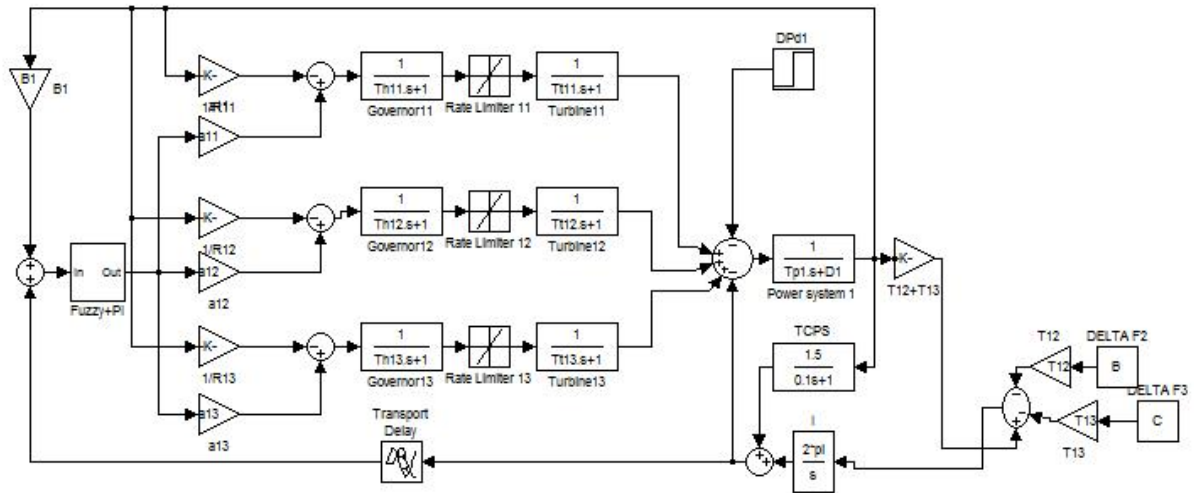 DPd1
B1
B1
-K-
1/R11
a11
1
Th11.s+1
Governor11
Rate Limiter 11
1
Tt11.s+1
Turbine11
-K-
1/R12
a12
a12
1
Th12.s+1
Governor12
Rate Limiter 12
1
Tt12.s+1
Turbine12
In Out
Fuzzy+PI
1
Tp1.s+D1
Power system 1
-K-
T12+T13
-K-
1/R13
a13
a13
1
Th13.s+1
Governor13
Rate Limiter 13
1
Tt13.s+1
Turbine13
TCPS
1.5
0.1s+1
T12
T12
DELTA F2
B
DELTA F3
T13
T13
C
Transport
Delay
I
2*pi
s